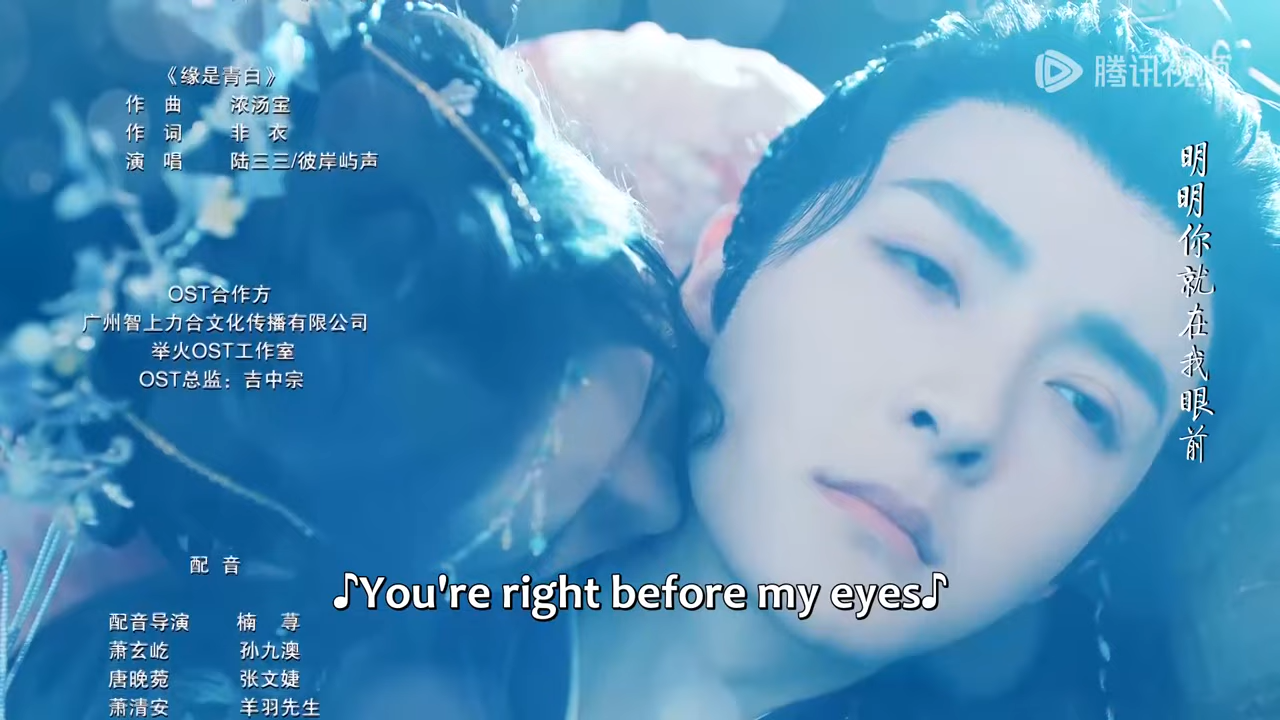 《缘是青白》
作 曲 浓汤宝
作 词 非 衣
演 唱 陆三三/彼岸屿声
OST合作方
广州智上力合文化传播有限公司
举火OST工作室
OST总监：吉中宗
配 音
配音导演 楠 荨
萧玄屹 孙九澳
唐晚菀 张文婕
萧清安 羊羽先生
腾讯视频
明明你就在我眼前
♪You're right before my eyes♪